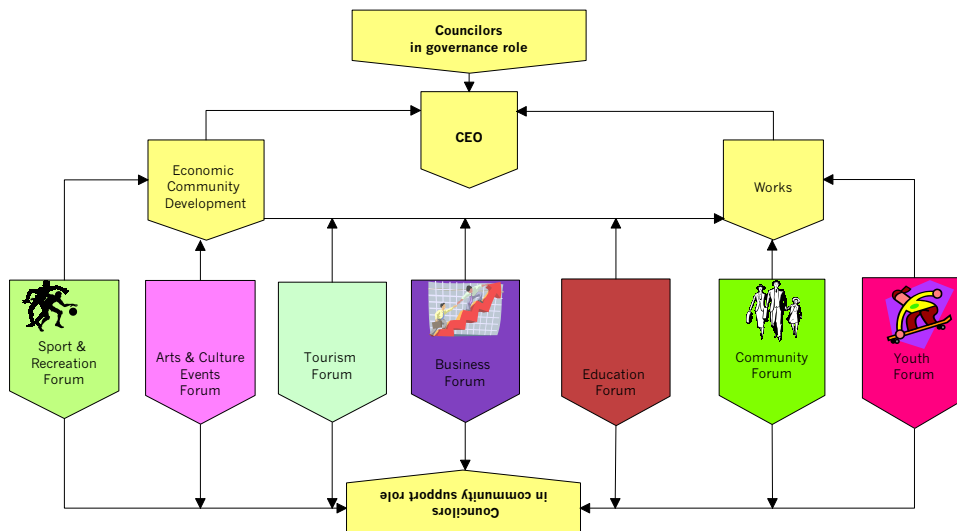 Councilors
in governance role
CEO
Economic
Community
Development
Works
Sport &
Recreation
Forum
Arts & Culture
Events
Forum
Tourism
Forum
Business
Forum
Education
Forum
Community
Forum
Youth
Forum
Councilors
in community support role